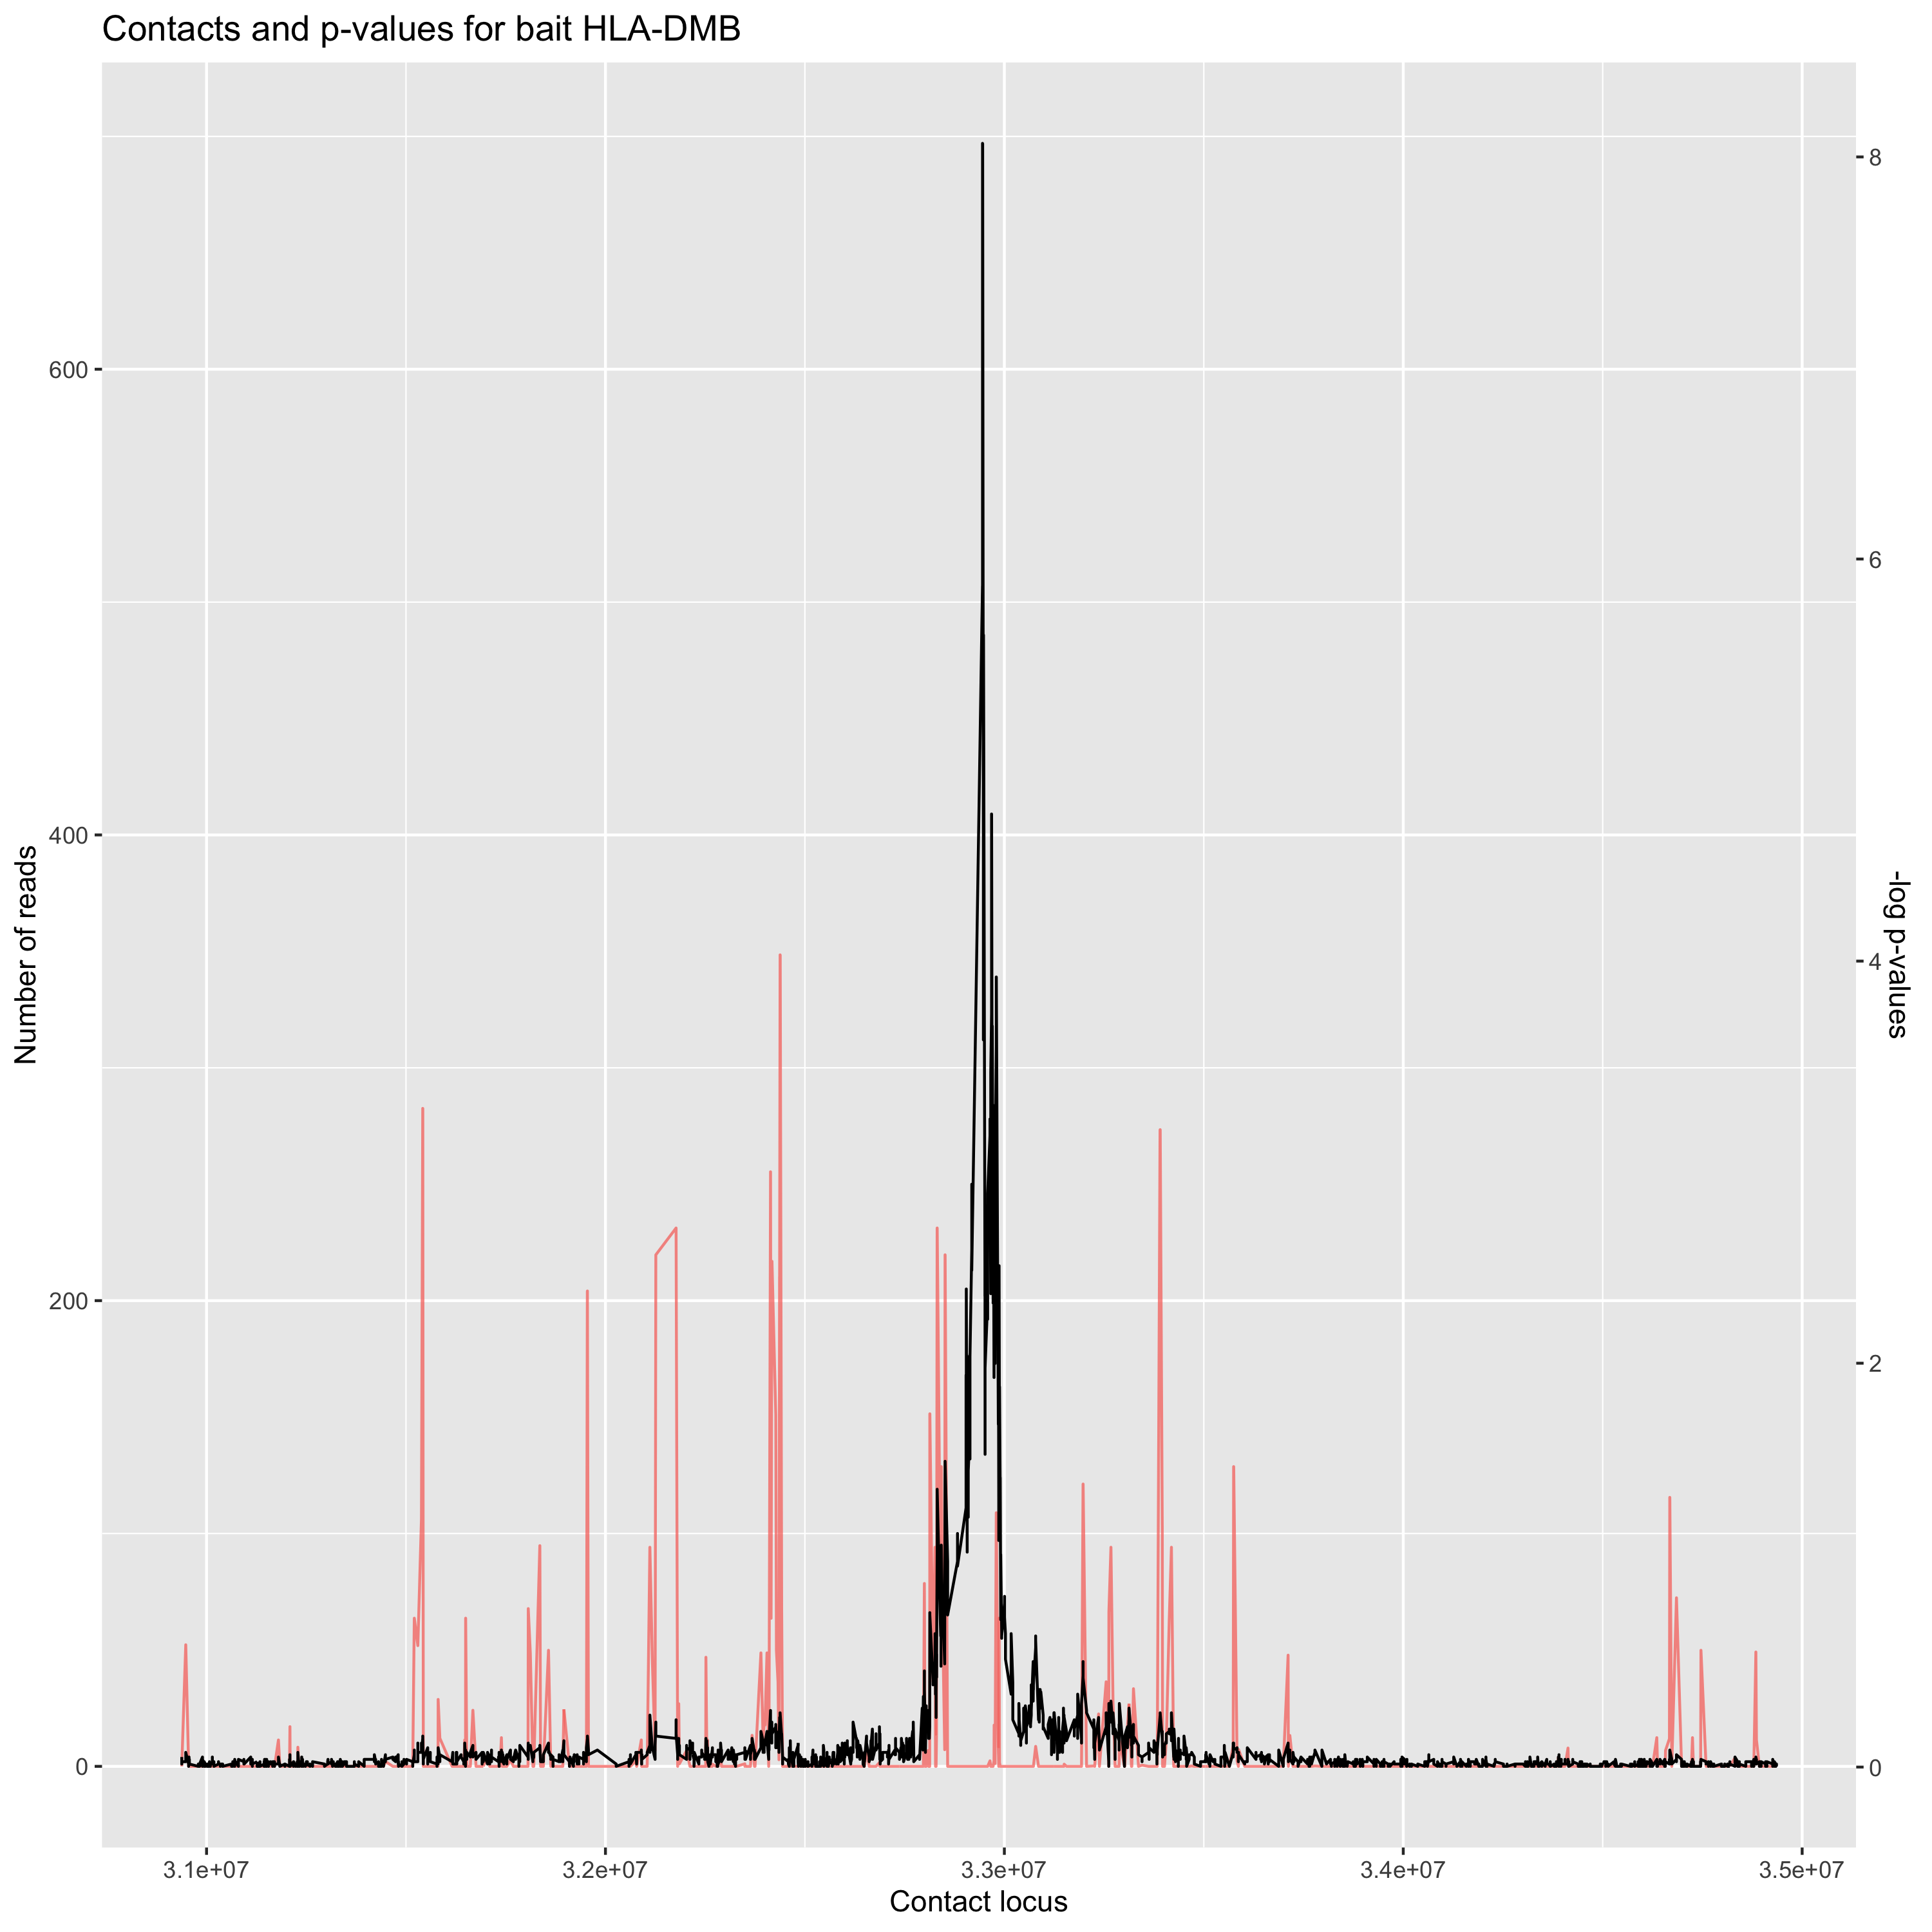 Contacts and p-values for bait HLA-DMB
8
600
6
400
4
200
2
0
0
Number of reads
-log p-values
3.1e+07
3.2e+07
3.3e+07
3.4e+07
3.5e+07
Contact locus